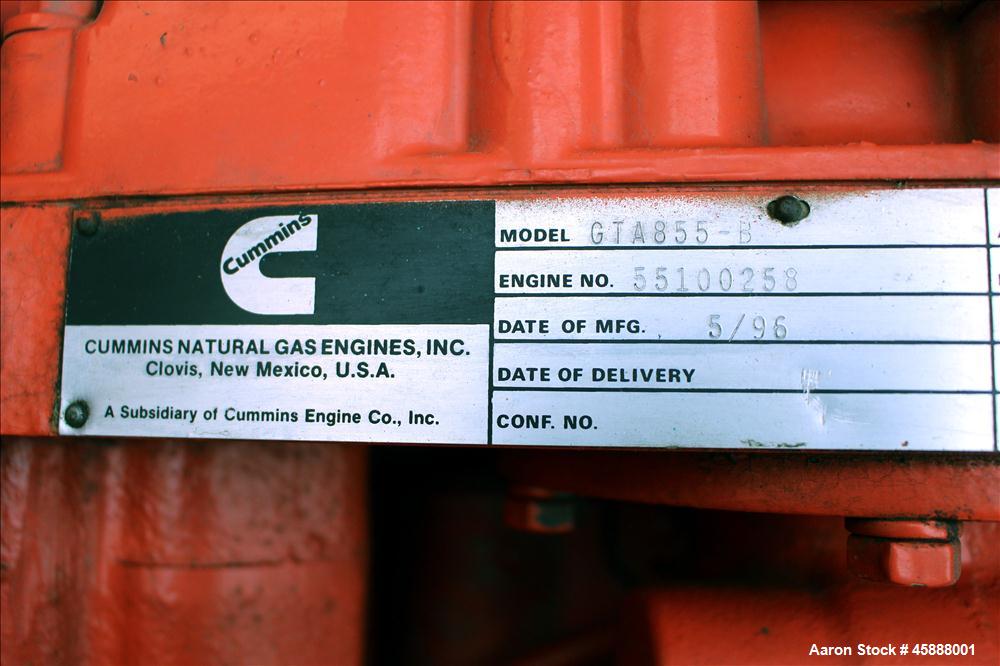 Cummins
CUMMINS NATURAL GAS ENGINES, INC.
Clovis, New Mexico, U.S.A.
A Subsidiary of Cummins Engine Co., Inc.
MODEL GTA855-B
ENGINE NO. 55100258
DATE OF MFG. 5/96
DATE OF DELIVERY
CONF. NO.
Aaron Stock # 45888001